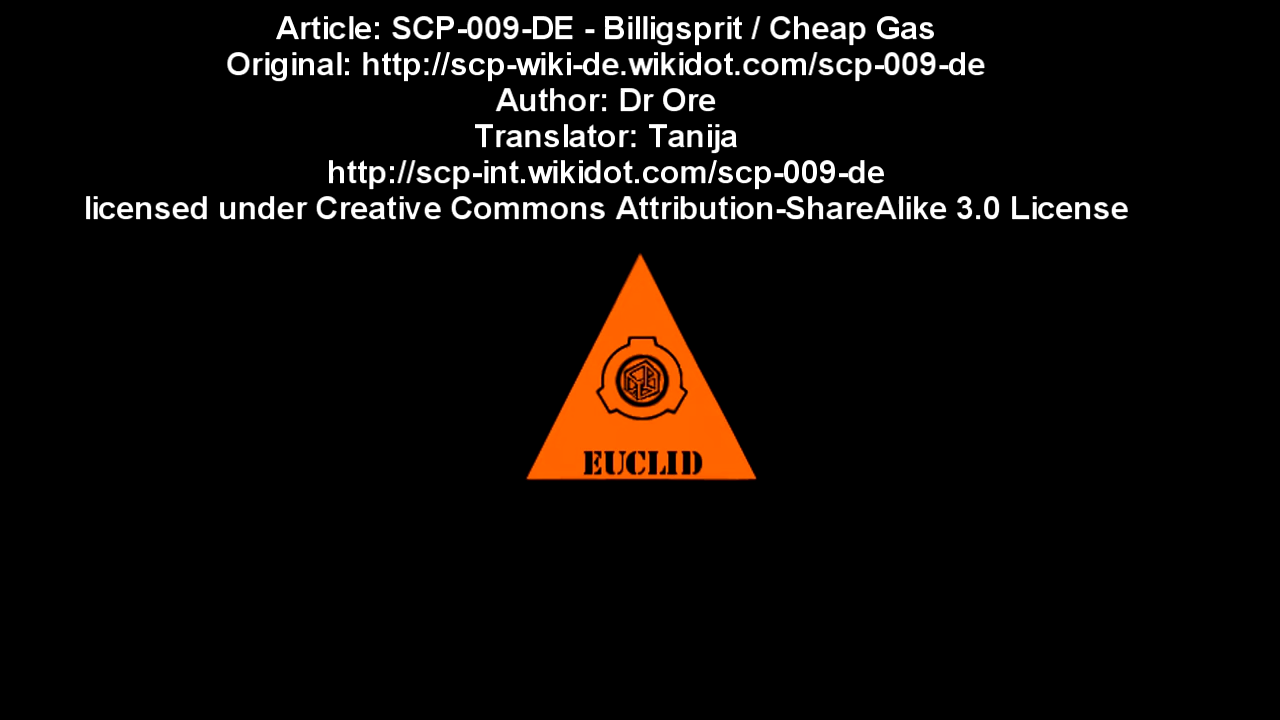 Article: SCP-009-DE - Billigsprit / Cheap Gas
Original: http://scp-wiki-de.wikidot.com/scp-009-de
Author: Dr Ore
Translator: Tanija
http://scp-int.wikidot.com/scp-009-de
licensed under Creative Commons Attribution-ShareAlike 3.0 License
EUCLID